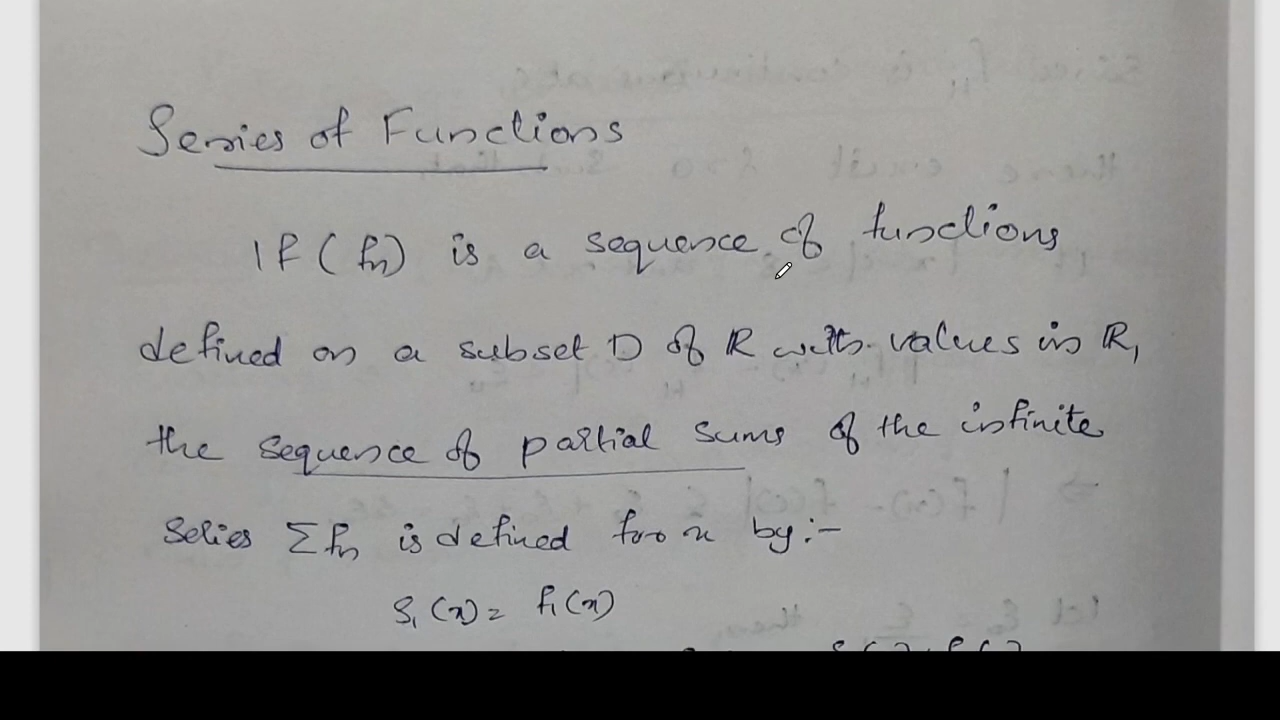 Series of Functions
If (fn) is a sequence of functions
defined on a subset D of R with values in R,
the sequence of partial sums of the infinite
Series Σ fn is defined for x by:-
S₁(x) = f₁(x)